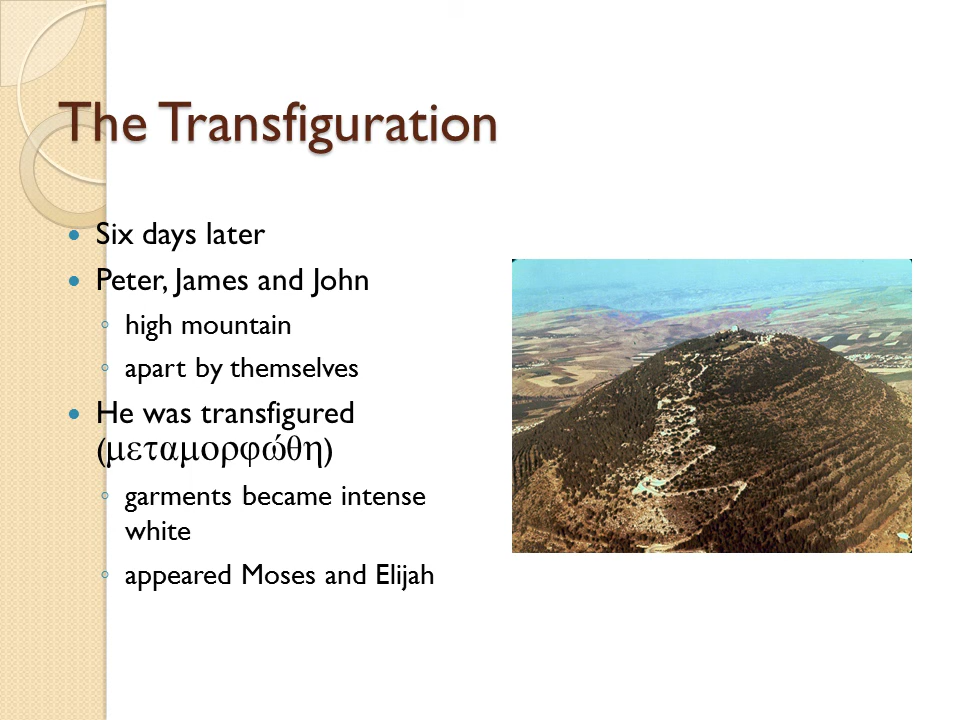 The Transfiguration
Six days later
Peter, James and John
high mountain
apart by themselves
He was transfigured
(μεταμορφώθη)
garments became intense
white
appeared Moses and Elijah